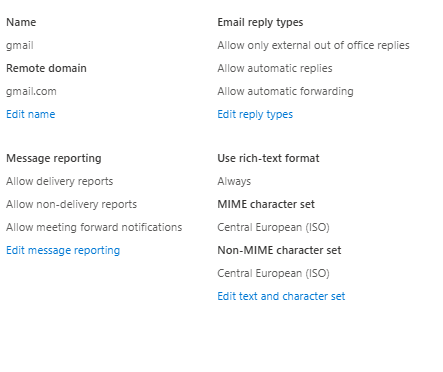 Name
gmail
Remote domain
gmail.com
Edit name
Email reply types
Allow only external out of office replies
Allow automatic replies
Allow automatic forwarding
Edit reply types
Message reporting
Allow delivery reports
Allow non-delivery reports
Allow meeting forward notifications
Edit message reporting
Use rich-text format
Always
MIME character set
Central European (ISO)
Non-MIME character set
Central European (ISO)
Edit text and character set